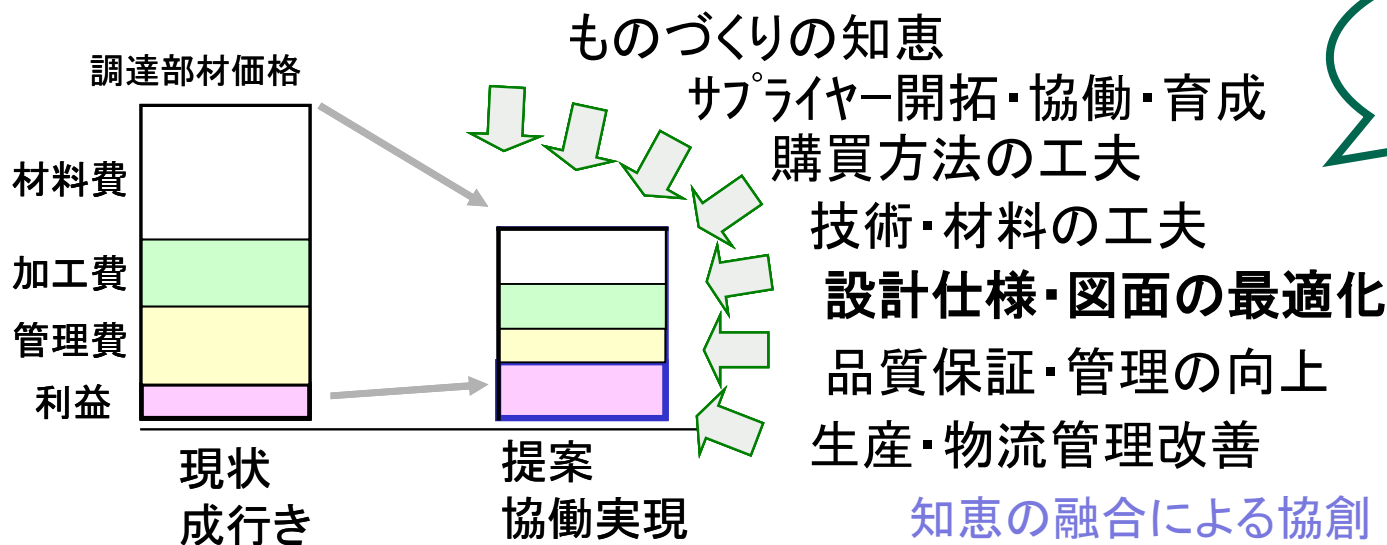 ものづくりの知恵
調達部材価格
サプライヤー開拓・協働・育成
購買方法の工夫
材料費
技術・材料の工夫
加工費
設計仕様・図面の最適化
管理費
品質保証・管理の向上
利益
生産・物流管理改善
現状
成行き
提案
協働実現
知恵の融合による協創